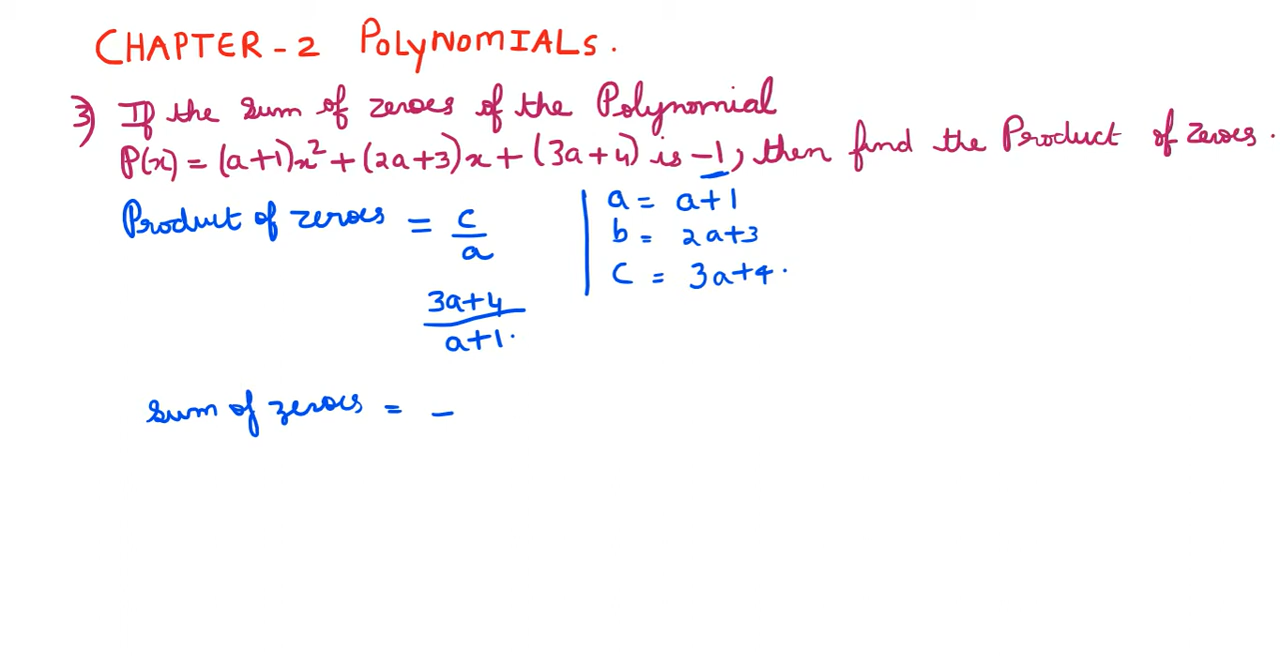 CHAPTER-2 POLYNOMIALS.
3) If the sum of zeroes of the Polynomial
P(x) = (a+1)x² + (2a+3)x + (3a+4) is -1, then find the Product of zeroes.
Product of zeroes = c/a
a = a+1
b = 2a+3
C = 3a+4.
3a+4/a+1.
sum of zeroes = -